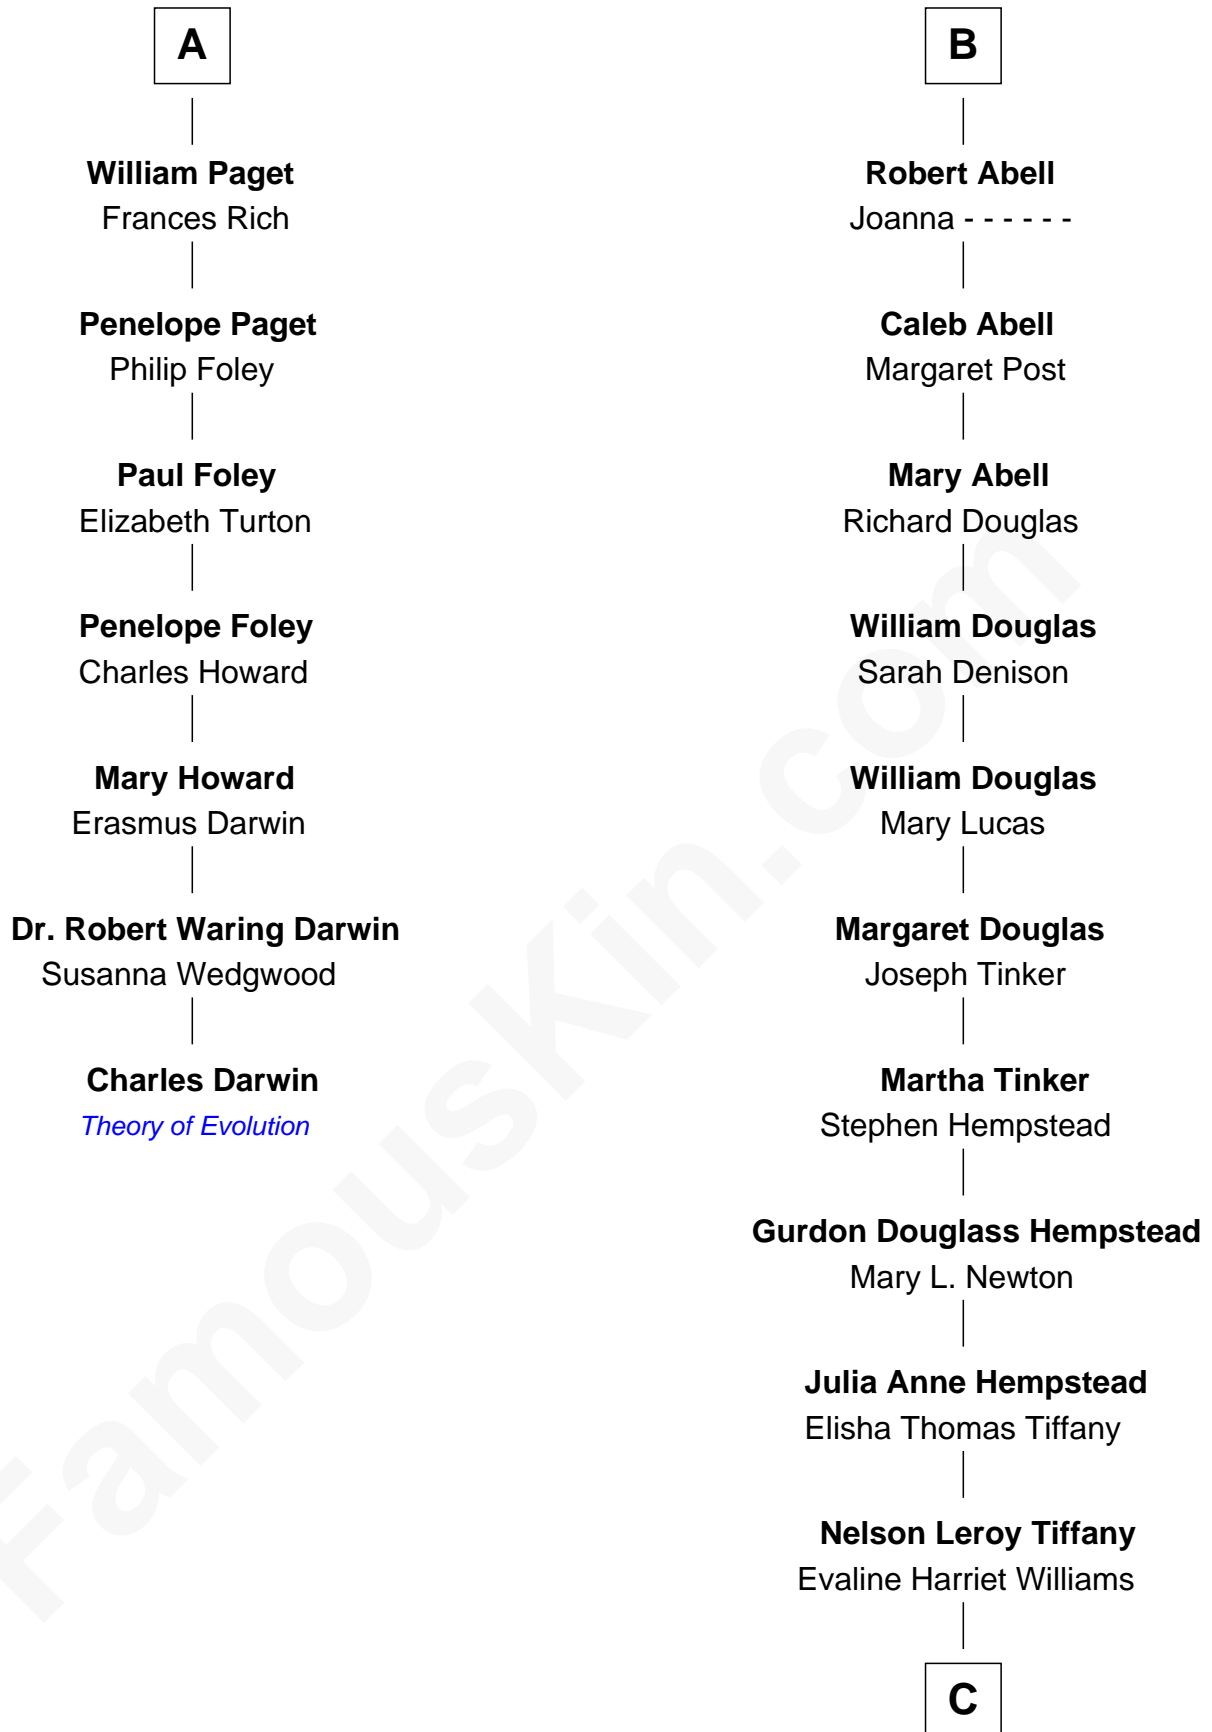 A
William Paget
Frances Rich
Penelope Paget
Philip Foley
Paul Foley
Elizabeth Turton
Penelope Foley
Charles Howard
Mary Howard
Erasmus Darwin
Dr. Robert Waring Darwin
Susanna Wedgwood
Charles Darwin
Theory of Evolution
B
Robert Abell
Joanna - - - - - -
Caleb Abell
Margaret Post
Mary Abell
Richard Douglas
William Douglas
Sarah Denison
William Douglas
Mary Lucas
Margaret Douglas
Joseph Tinker
Martha Tinker
Stephen Hempstead
Gurdon Douglass Hempstead
Mary L. Newton
Julia Anne Hempstead
Elisha Thomas Tiffany
Nelson Leroy Tiffany
Evaline Harriet Williams
C
FamousKin.com